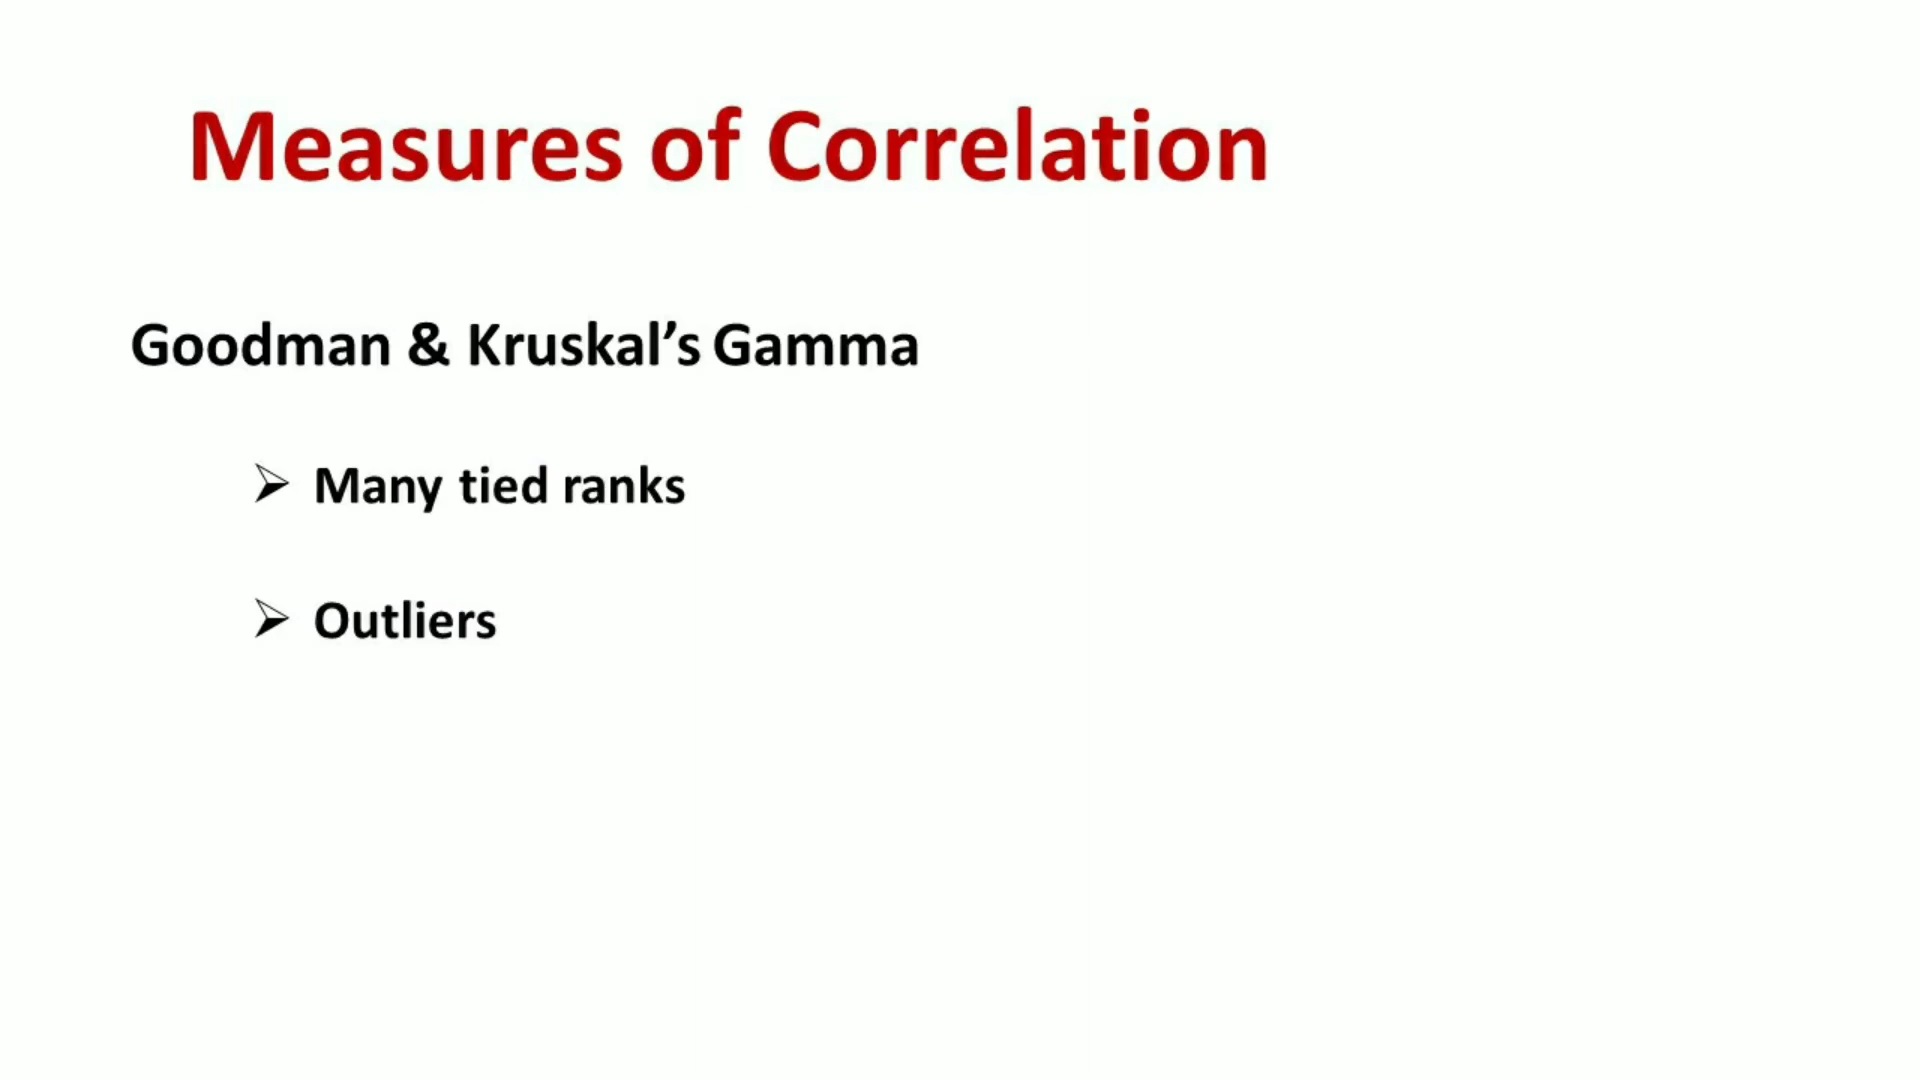 Measures of Correlation
Goodman & Kruskal’s Gamma
➢ Many tied ranks
➢ Outliers